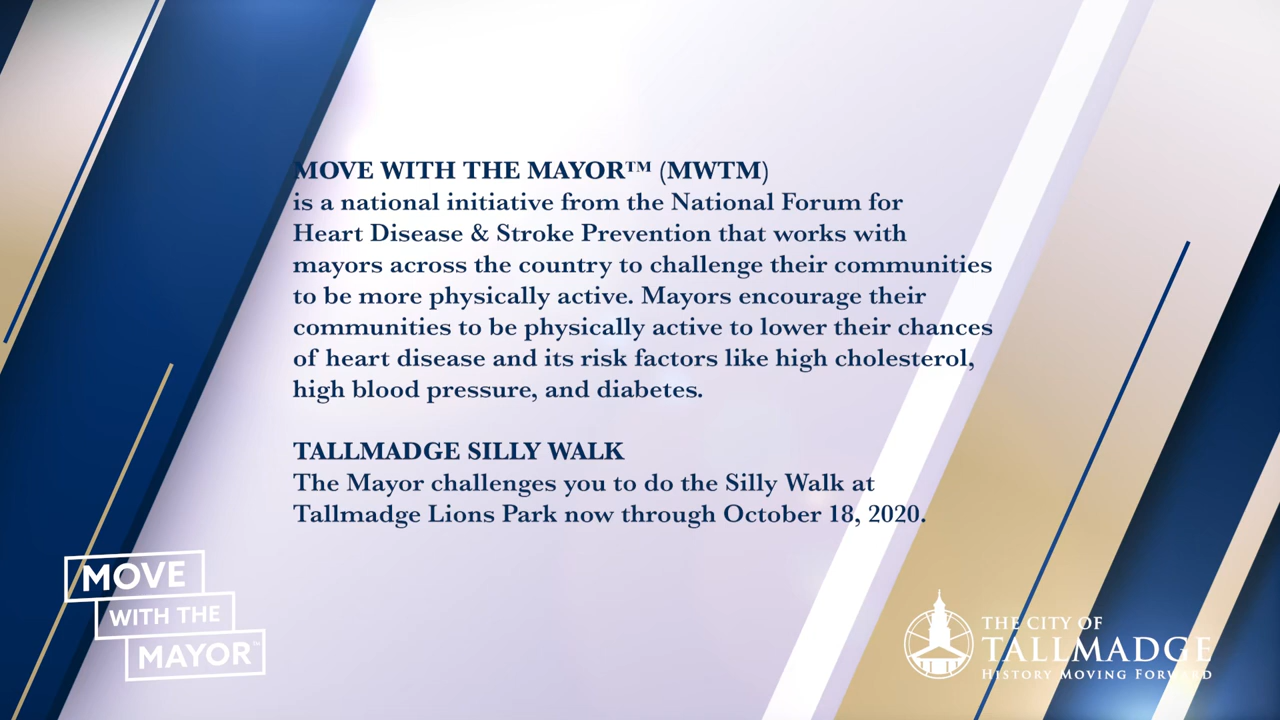 MOVE WITH THE MAYOR™ (MWTM)
is a national initiative from the National Forum for
Heart Disease & Stroke Prevention that works with
mayors across the country to challenge their communities
to be more physically active. Mayors encourage their
communities to be physically active to lower their chances
of heart disease and its risk factors like high cholesterol,
high blood pressure, and diabetes.
TALLMADGE SILLY WALK
The Mayor challenges you to do the Silly Walk at
Tallmadge Lions Park now through October 18, 2020.
MOVE
WITH THE
MAYOR™
THE CITY OF
TALLMADGE
HISTORY MOVING FORWARD